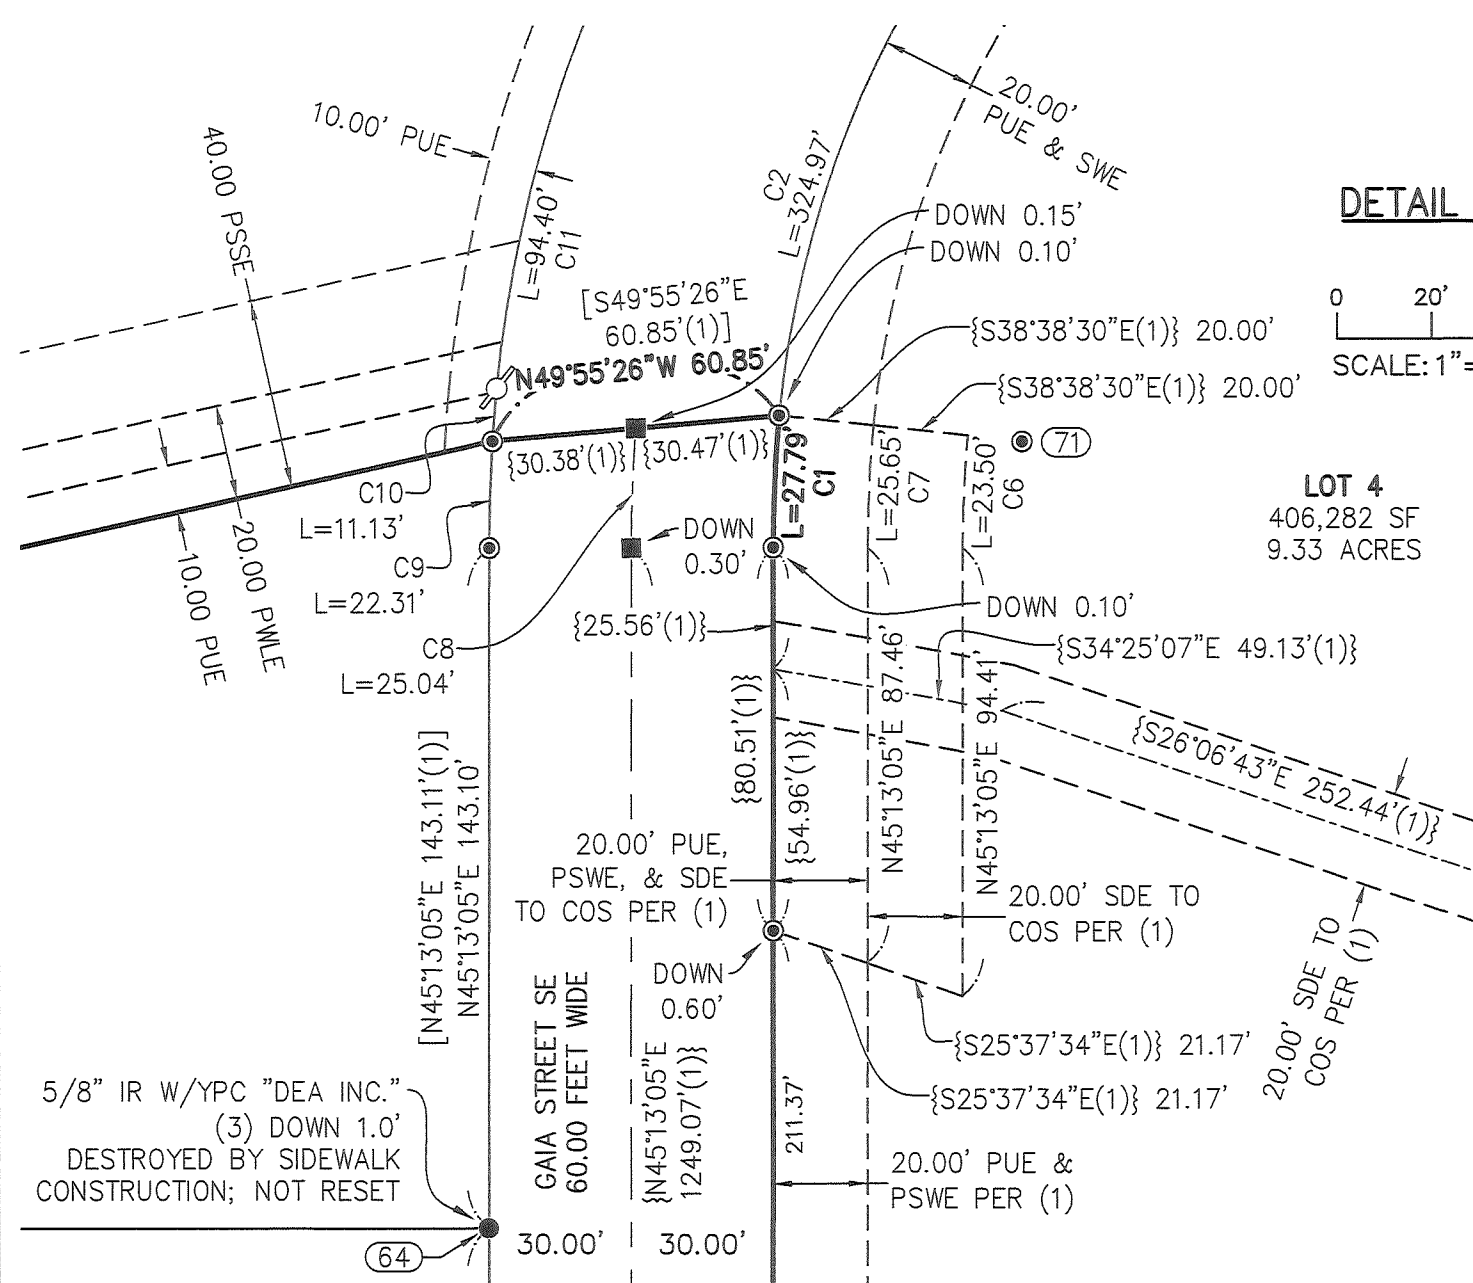 10.00' PUE
40.00 PSSE
L=94.40'
C11
C2
L=324.97'
20.00'
PUE & SWE
DETAIL
0 20'
SCALE: 1"=
DOWN 0.15'
DOWN 0.10'
[S49°55'26"E
60.85'(1)]
N49°55'26"W 60.85'
{S38°38'30"E(1)} 20.00'
{S38°38'30"E(1)} 20.00'
71
{30.38'(1)}
{30.47'(1)}
L=27.79'
C1
L=25.65'
C7
L=23.50'
C6
LOT 4
406,282 SF
9.33 ACRES
C10
L=11.13'
C9
L=22.31'
C8
L=25.04'
10.00 PUE
20.00 PWLE
DOWN
0.30'
DOWN 0.10'
{25.56'(1)}
{S34°25'07"E 49.13'(1)}
{80.51'(1)}
{54.96'(1)}
N45°13'05"E 87.46'
N45°13'05"E 94.41'
{S26°06'43"E 252.44'(1)}
[N45°13'05"E 143.11'(1)]
N45°13'05"E 143.10'
20.00' PUE,
PSWE, & SDE
TO COS PER (1)
20.00' SDE TO
COS PER (1)
20.00' SDE TO
COS PER (1)
DOWN
0.60'
{S25°37'34"E(1)} 21.17'
{S25°37'34"E(1)} 21.17'
GAIA STREET SE
60.00 FEET WIDE
{N45°13'05"E
1249.07'(1)}
211.37'
5/8" IR W/YPC "DEA INC."
(3) DOWN 1.0'
DESTROYED BY SIDEWALK
CONSTRUCTION; NOT RESET
20.00' PUE &
PSWE PER (1)
64
30.00'
30.00'